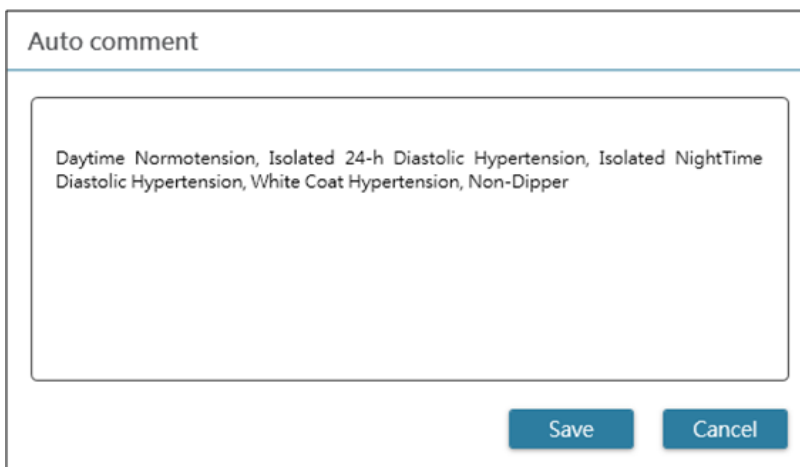 Auto comment
Daytime Normotension, Isolated 24-h Diastolic Hypertension, Isolated NightTime
Diastolic Hypertension, White Coat Hypertension, Non-Dipper
Save
Cancel